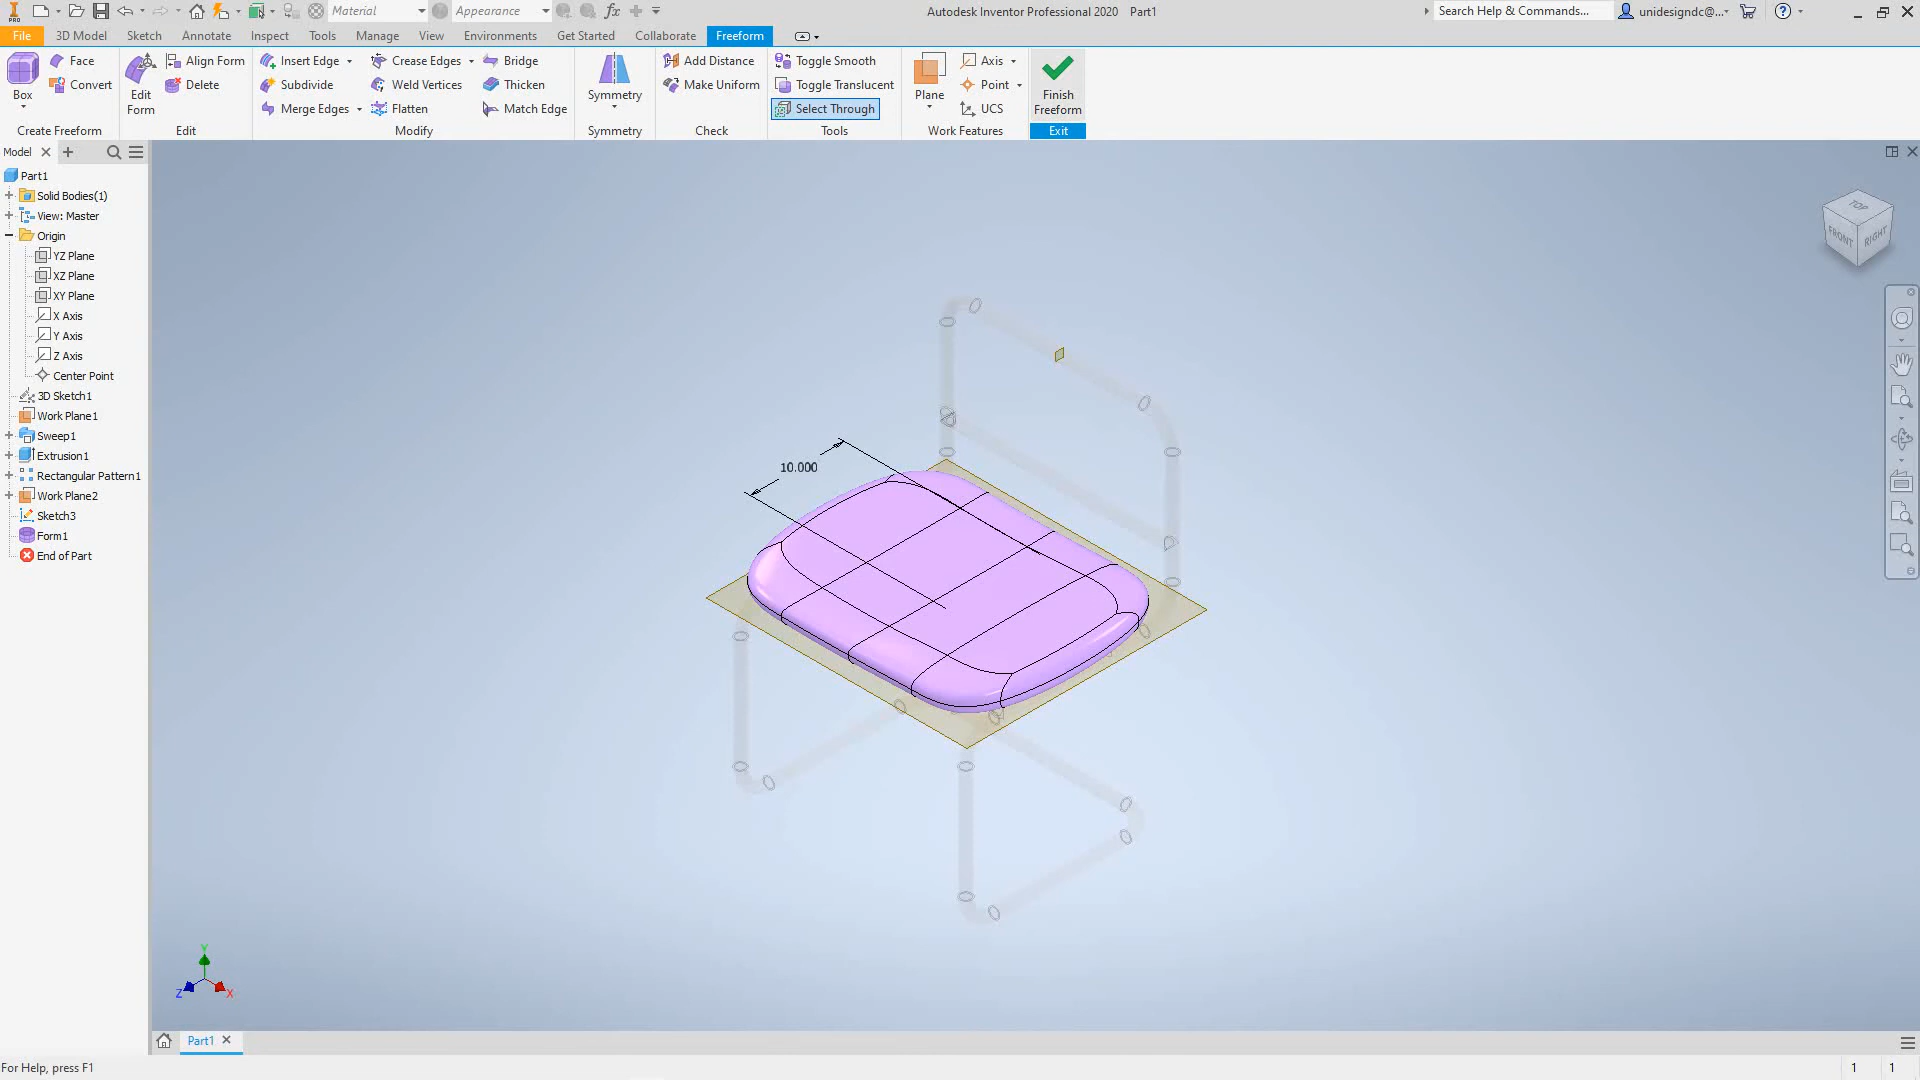 Material
Appearance
fx
Autodesk Inventor Professional 2020 Part1
Search Help & Commands...
unidesigndc@...
PRO
File 3D Model Sketch Annotate Inspect Tools Manage View Environments Get Started Collaborate Freeform
Box
Face
Convert
Create Freeform
Edit
Form
Align Form
Delete
Edit
Insert Edge
Subdivide
Merge Edges
Crease Edges
Weld Vertices
Flatten
Bridge
Thicken
Match Edge
Modify
Symmetry
Symmetry
Add Distance
Make Uniform
Check
Toggle Smooth
Toggle Translucent
Select Through
Tools
Plane
Axis
Point
UCS
Work Features
Finish
Freeform
Exit
Model
Part1
Solid Bodies(1)
View: Master
Origin
YZ Plane
XZ Plane
XY Plane
X Axis
Y Axis
Z Axis
Center Point
3D Sketch1
Work Plane1
Sweep1
Extrusion1
Rectangular Pattern1
Work Plane2
Sketch3
Form1
End of Part
TOP
FRONT
RIGHT
10.000
Y
Z
X
Part1
For Help, press F1
1 1